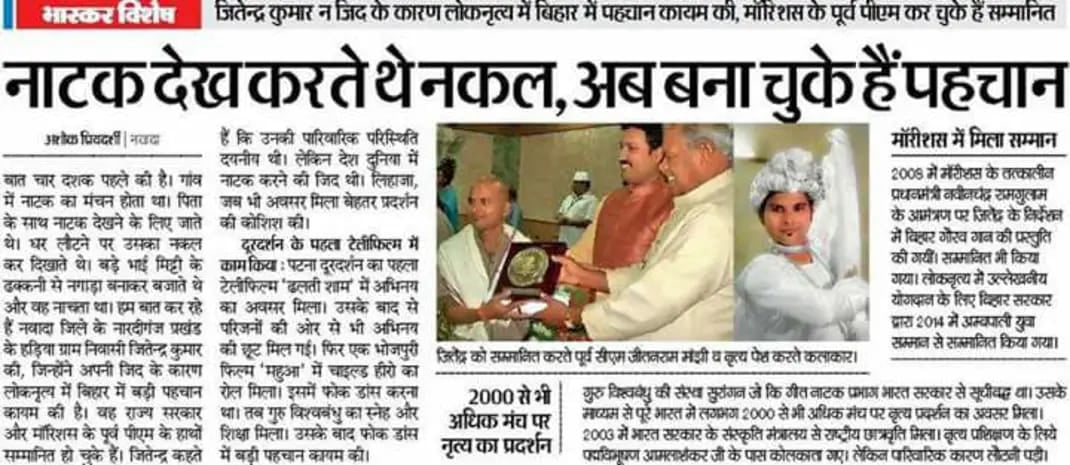 भास्कर विशेष
जितेन्द्र कुमार न जिद के कारण लोकनृत्य में बिहार में पहचान कायम की, मॉरिशस के पूर्व पीएम कर चुके हैं सम्मानित
नाटक देख करते थे नकल, अब बना चुके हैं पहचान
अशोक प्रियदर्शी | नवादा
बात चार दशक पहले की है। गांव
में नाटक का मंचन होता था। पिता
के साथ नाटक देखने के लिए जाते
थे। घर लौटने पर उसका नकल
कर दिखाते थे। बड़े भाई मिट्टी के
ढक्कनी से नगाड़ा बनाकर बजाते थे
और वह नाचता था। हम बात कर रहे
हैं नवादा जिले के नारदीगंज प्रखंड
के हड़िया ग्राम निवासी जितेन्द्र कुमार
की, जिन्होंने अपनी जिद के कारण
लोकनृत्य में बिहार में बड़ी पहचान
कायम की है। वह राज्य सरकार
और मॉरिशस के पूर्व पीएम के हाथों
सम्मानित हो चुके हैं। जितेन्द्र कहते
हैं कि उनकी पारिवारिक परिस्थिति
दयनीय थी। लेकिन देश दुनिया में
नाटक करने की जिद थी। लिहाजा,
जब भी अवसर मिला बेहतर प्रदर्शन
की कोशिश की।
दूरदर्शन के पहला टेलीफिल्म में
काम किया : पटना दूरदर्शन का पहला
टेलीफिल्म 'ढलती शाम' में अभिनय
का अवसर मिला। उसके बाद से
परिजनों की ओर से भी अभिनय
की छूट मिल गई। फिर एक भोजपुरी
फिल्म 'महुआ' में चाइल्ड हीरो का
रोल मिला। इसमें फोक डांस करना
था। तब गुरु विश्वबंधु का स्नेह और
शिक्षा मिला। उसके बाद फोक डांस
में बड़ी पहचान कायम की।
जितेंद्र को सम्मानित करते पूर्व सीएम जीतनराम मांझी व नृत्य पेश करते कलाकार।
मॉरीशस में मिला सम्मान
2008 में मॉरीशस के तत्कालीन
प्रधानमंत्री नवीनचंद्र रामगुलाम
के आमंत्रण पर जितेंद्र के निर्देशन
में बिहार गौरव गान की प्रस्तुति
की गयी। सम्मानित भी किया
गया। लोकनृत्य में उल्लेखनीय
योगदान के लिए बिहार सरकार
द्वारा 2014 में अम्बपाली युवा
सम्मान से सम्मानित किया गया।
2000 से भी
अधिक मंच पर
नृत्य का प्रदर्शन
गुरु विश्वबंधु की संस्था सुरांगन जो कि गीत नाटक प्रभाग भारत सरकार से सूचीबद्ध था। उसके
माध्यम से पूरे भारत में लगभग 2000 से भी अधिक मंच पर नृत्य प्रदर्शन का अवसर मिला।
2003 में भारत सरकार के संस्कृति मंत्रालय से राष्ट्रीय छात्रवृति मिला। नृत्य प्रशिक्षण के लिये
पद्मविभूषण आमलाशंकर जी के पास कोलकाता गए। लेकिन पारिवारिक कारण लौटनी पड़ी।